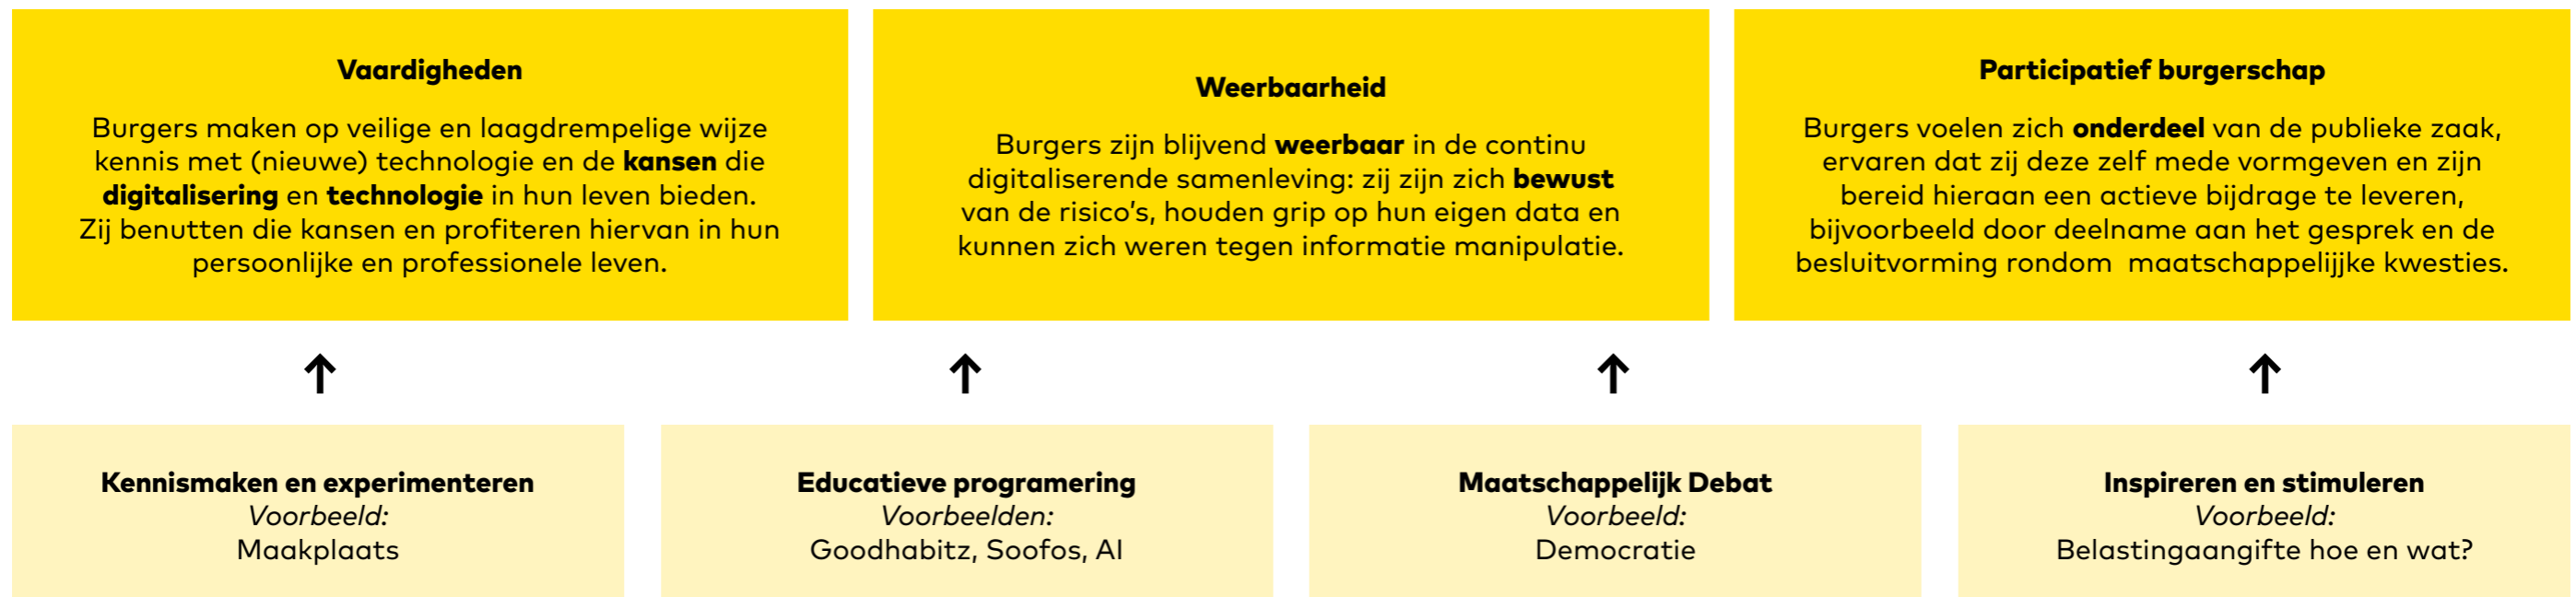 Vaardigheden
Burgers maken op veilige en laagdrempelige wijze
kennis met (nieuwe) technologie en de kansen die
digitalisering en technologie in hun leven bieden.
Zij benutten die kansen en profiteren hiervan in hun
persoonlijke en professionele leven.
Weerbaarheid
Burgers zijn blijvend weerbaar in de continu
digitaliserende samenleving: zij zijn zich bewust
van de risico's, houden grip op hun eigen data en
kunnen zich weren tegen informatie manipulatie.
Participatief burgerschap
Burgers voelen zich onderdeel van de publieke zaak,
ervaren dat zij deze zelf mede vormgeven en zijn
bereid hieraan een actieve bijdrage te leveren,
bijvoorbeeld door deelname aan het gesprek en de
besluitvorming rondom  maatschappelijjke kwesties.
Kennismaken en experimenteren
Voorbeeld:
Maakplaats
Educatieve programering
Voorbeelden:
Goodhabitz, Soofos, AI
Maatschappelijk Debat
Voorbeeld:
Democratie
Inspireren en stimuleren
Voorbeeld:
Belastingaangifte hoe en wat?